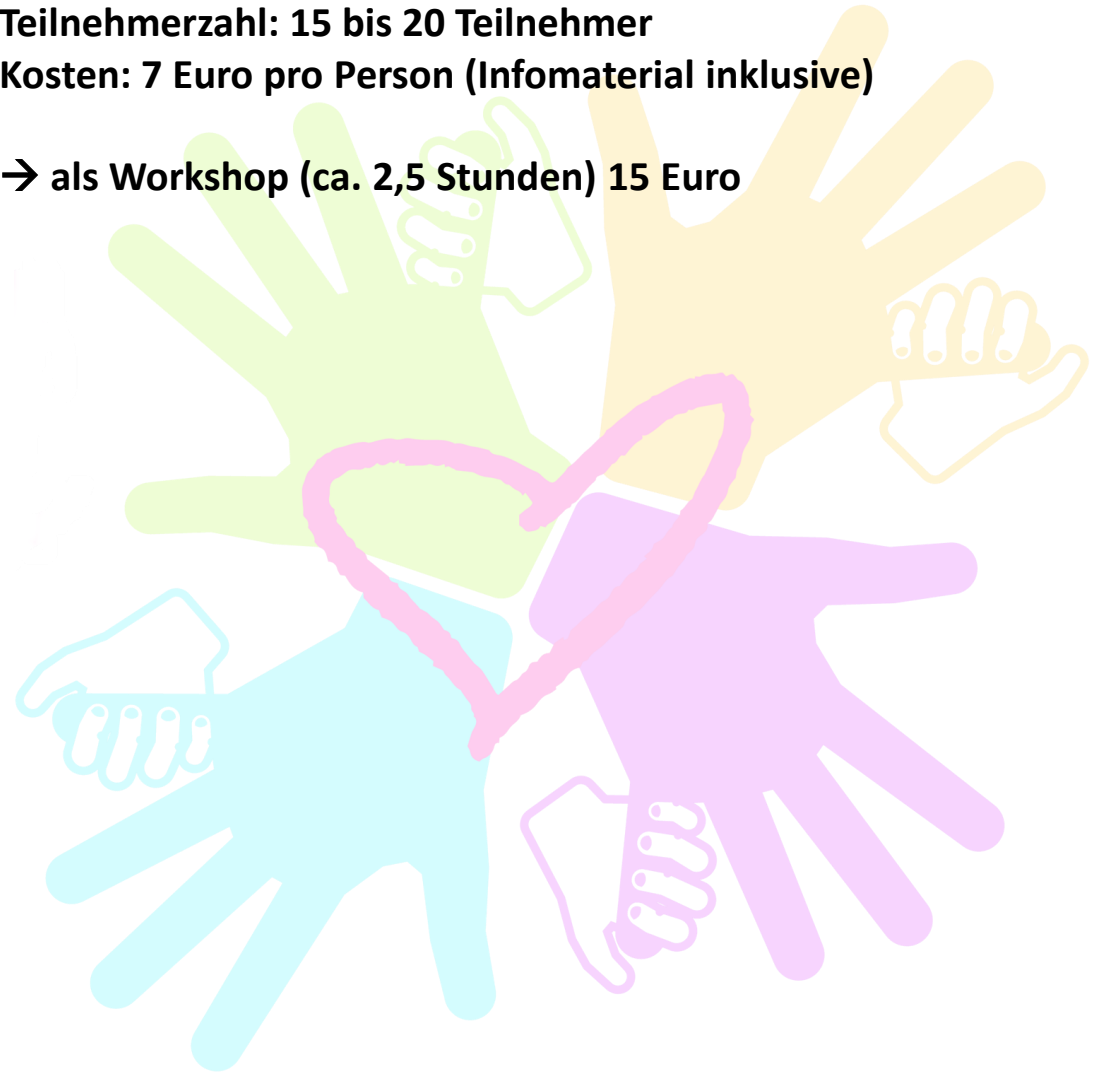 Teilnehmerzahl: 15 bis 20 Teilnehmer
Kosten: 7 Euro pro Person (Infomaterial inklusive)
→ als Workshop (ca. 2,5 Stunden) 15 Euro